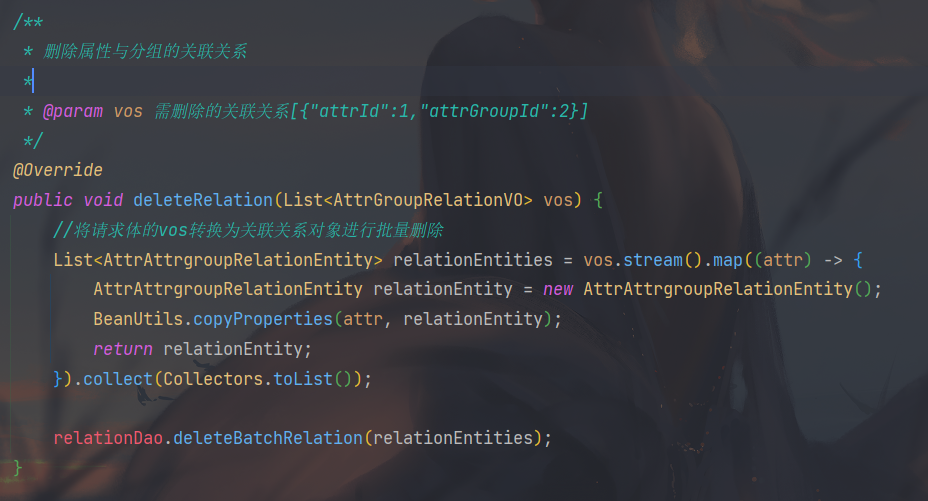 /**
 * 删除属性与分组的关联关系
 *
 * @param vos 需删除的关联关系[{"attrId":1,"attrGroupId":2}]
 */
@Override
public void deleteRelation(List<AttrGroupRelationVO> vos) {
    //将请求体的vos转换为关联关系对象进行批量删除
    List<AttrAttrgroupRelationEntity> relationEntities = vos.stream().map((attr) -> {
        AttrAttrgroupRelationEntity relationEntity = new AttrAttrgroupRelationEntity();
        BeanUtils.copyProperties(attr, relationEntity);
        return relationEntity;
    }).collect(Collectors.toList());
    relationDao.deleteBatchRelation(relationEntities);
}